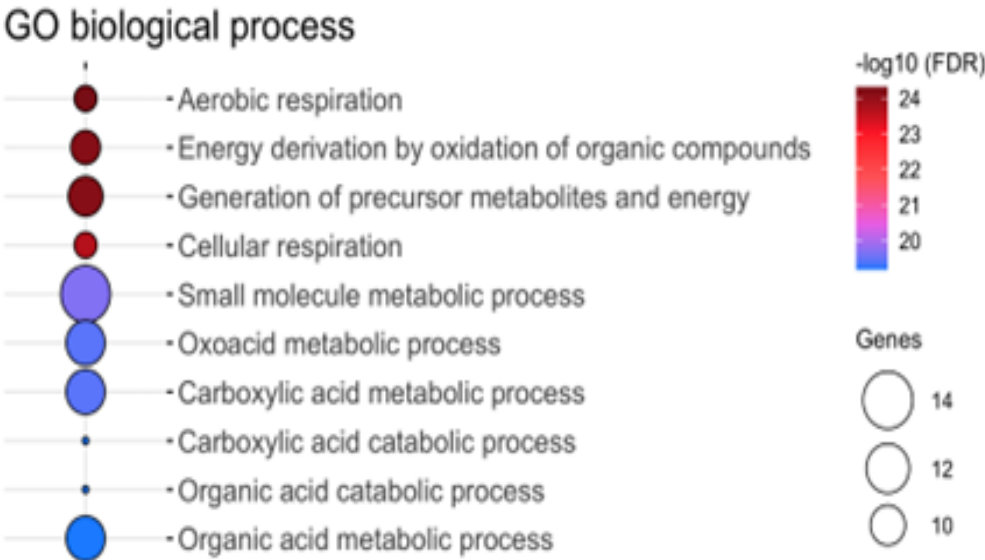 GO biological process
Aerobic respiration
Energy derivation by oxidation of organic compounds
Generation of precursor metabolites and energy
Cellular respiration
Small molecule metabolic process
Oxoacid metabolic process
Carboxylic acid metabolic process
Carboxylic acid catabolic process
Organic acid catabolic process
Organic acid metabolic process
-log10 (FDR)
24
23
22
21
20
Genes
14
12
10